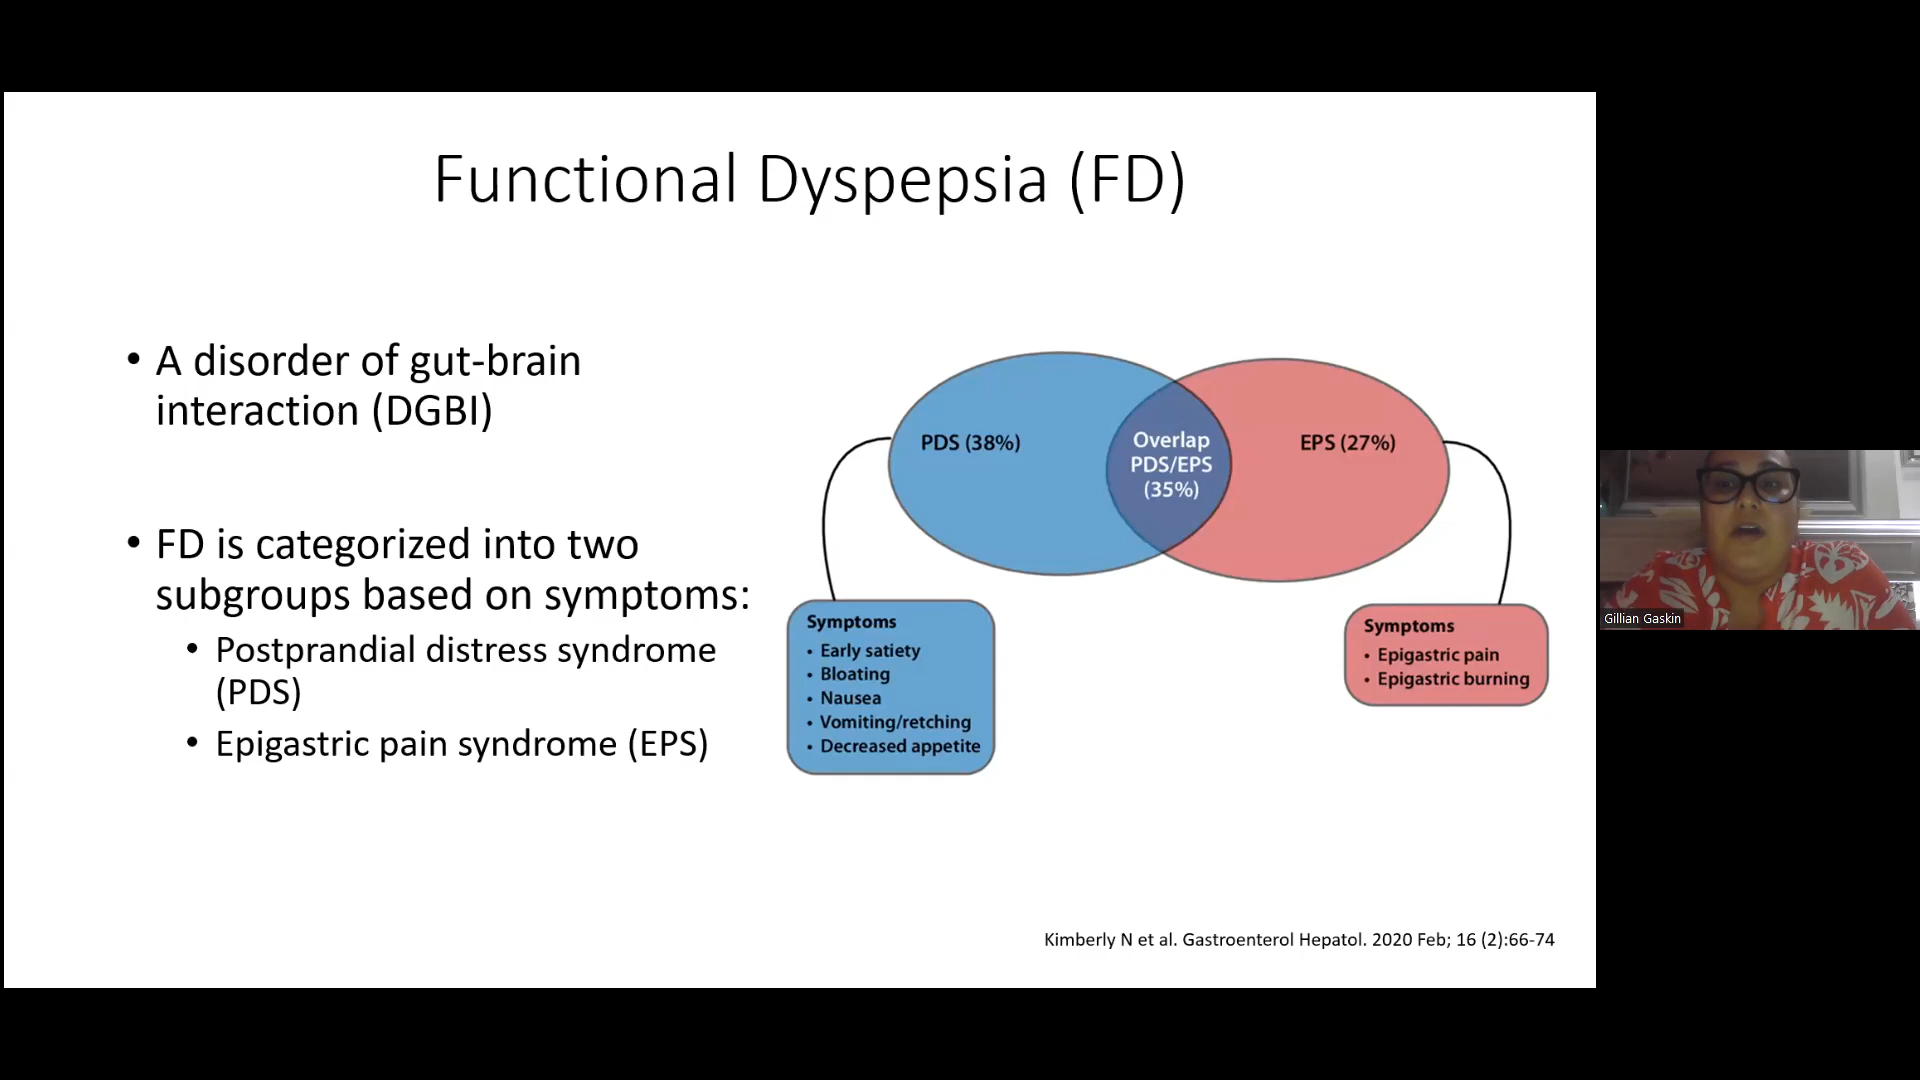 Functional Dyspepsia (FD)
• A disorder of gut-brain
interaction (DGBI)
• FD is categorized into two
subgroups based on symptoms:
• Postprandial distress syndrome
(PDS)
• Epigastric pain syndrome (EPS)
PDS (38%)
Overlap
PDS/EPS
(35%)
EPS (27%)
Symptoms
• Early satiety
• Bloating
• Nausea
• Vomiting/retching
• Decreased appetite
Symptoms
• Epigastric pain
• Epigastric burning
Kimberly N et al. Gastroenterol Hepatol. 2020 Feb; 16 (2):66-74
Gillian Gaskin